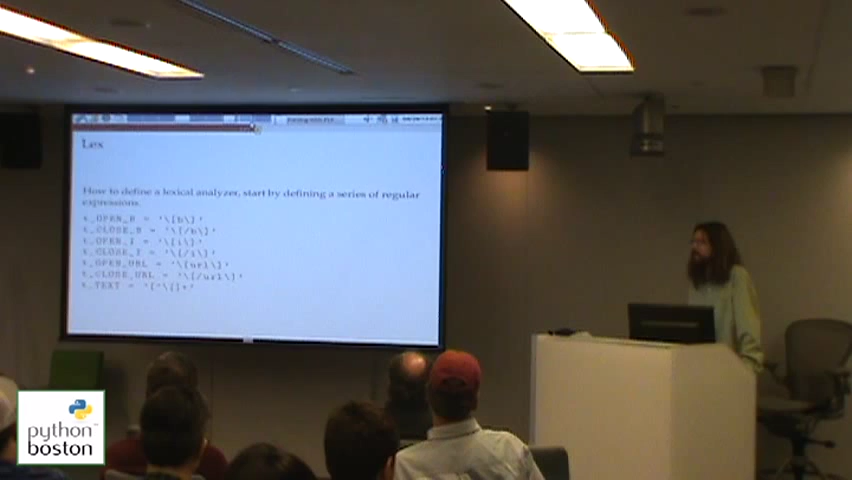 Lex
How to define a lexical analyzer, start by defining a series of regular
expressions.
t_OPEN_B = '\[b\]'
t_CLOSE_B = '\[/b\]'
t_OPEN_I = '\[i\]'
t_CLOSE_I = '\[/i\]'
t_OPEN_URL = '\[url\]'
t_CLOSE_URL = '\[/url\]'
t_TEXT = '[^\[]+'
python™
boston